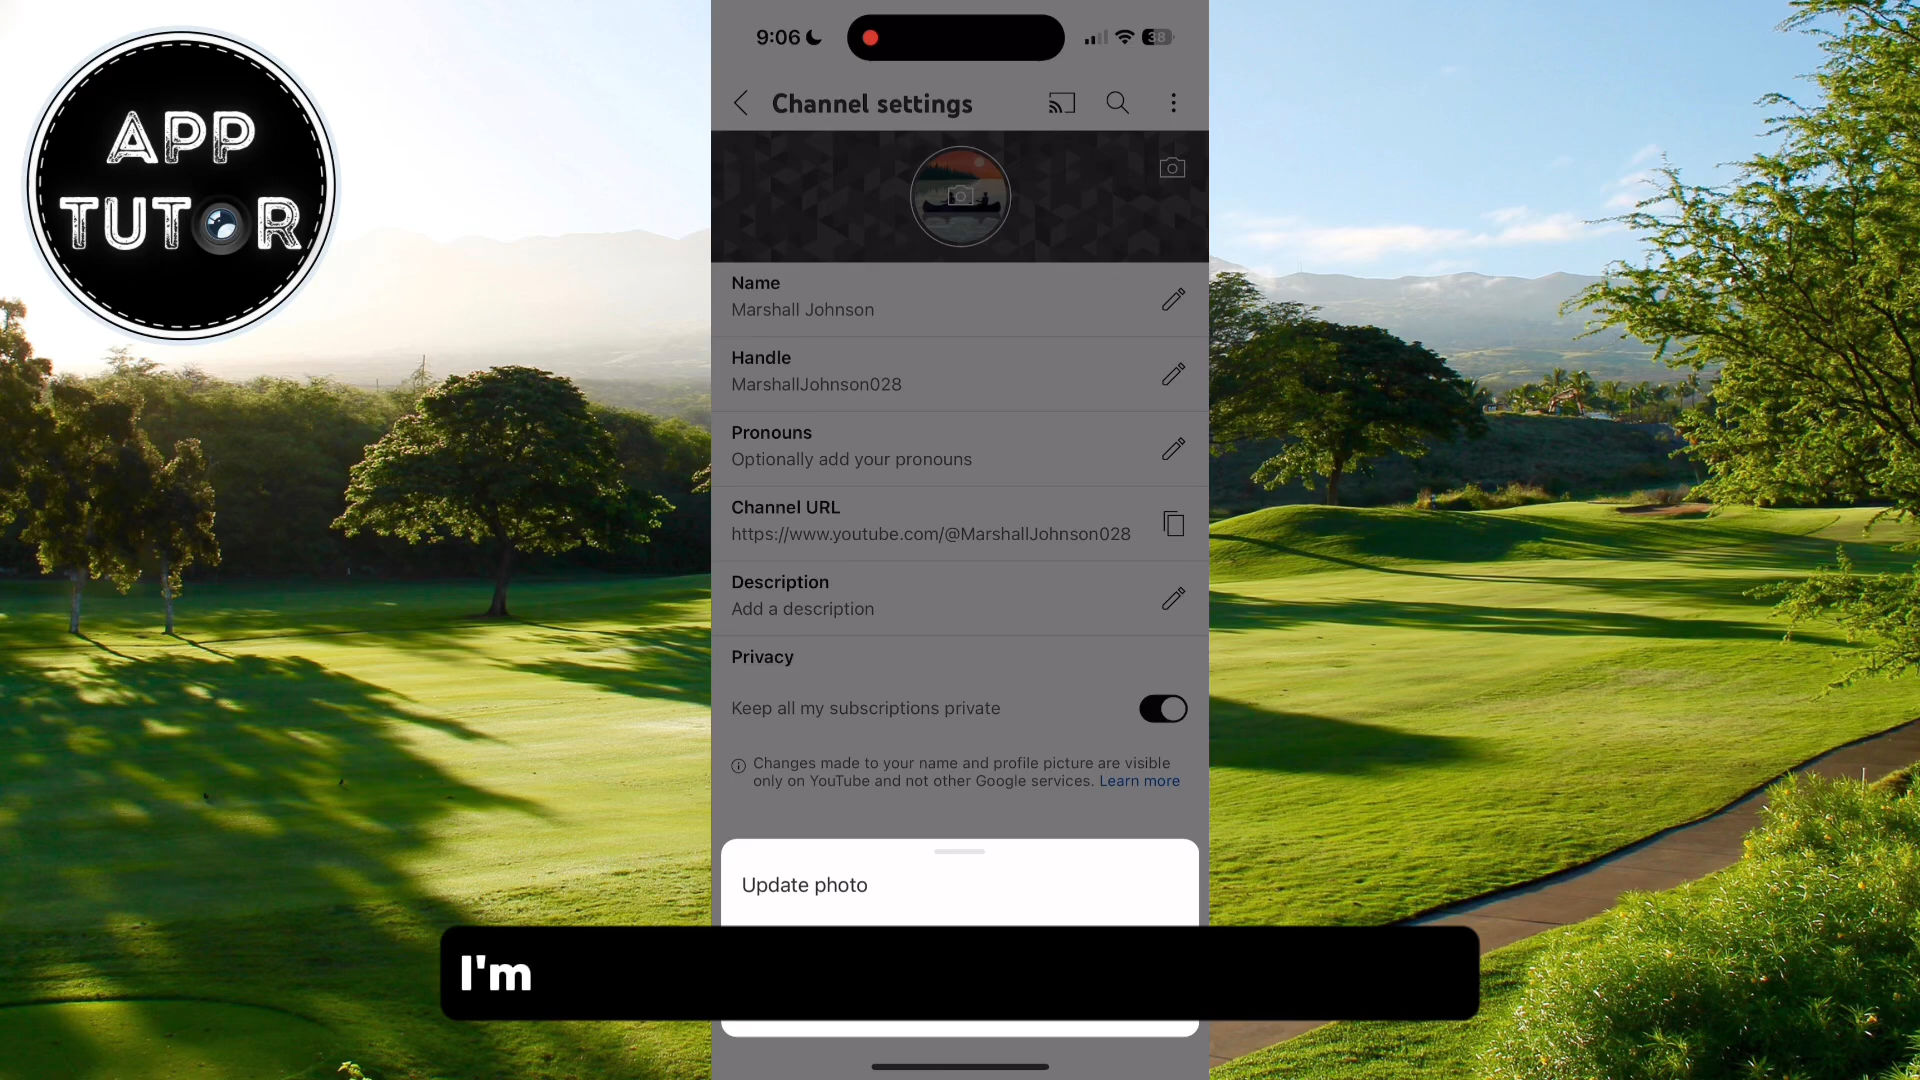 APP
TUTOR
9:06
38
Channel settings
Name
Marshall Johnson
Handle
MarshallJohnson028
Pronouns
Optionally add your pronouns
Channel URL
https://www.youtube.com/@MarshallJohnson028
Description
Add a description
Privacy
Keep all my subscriptions private
Changes made to your name and profile picture are visible
only on YouTube and not other Google services. Learn more
Update photo
I'm